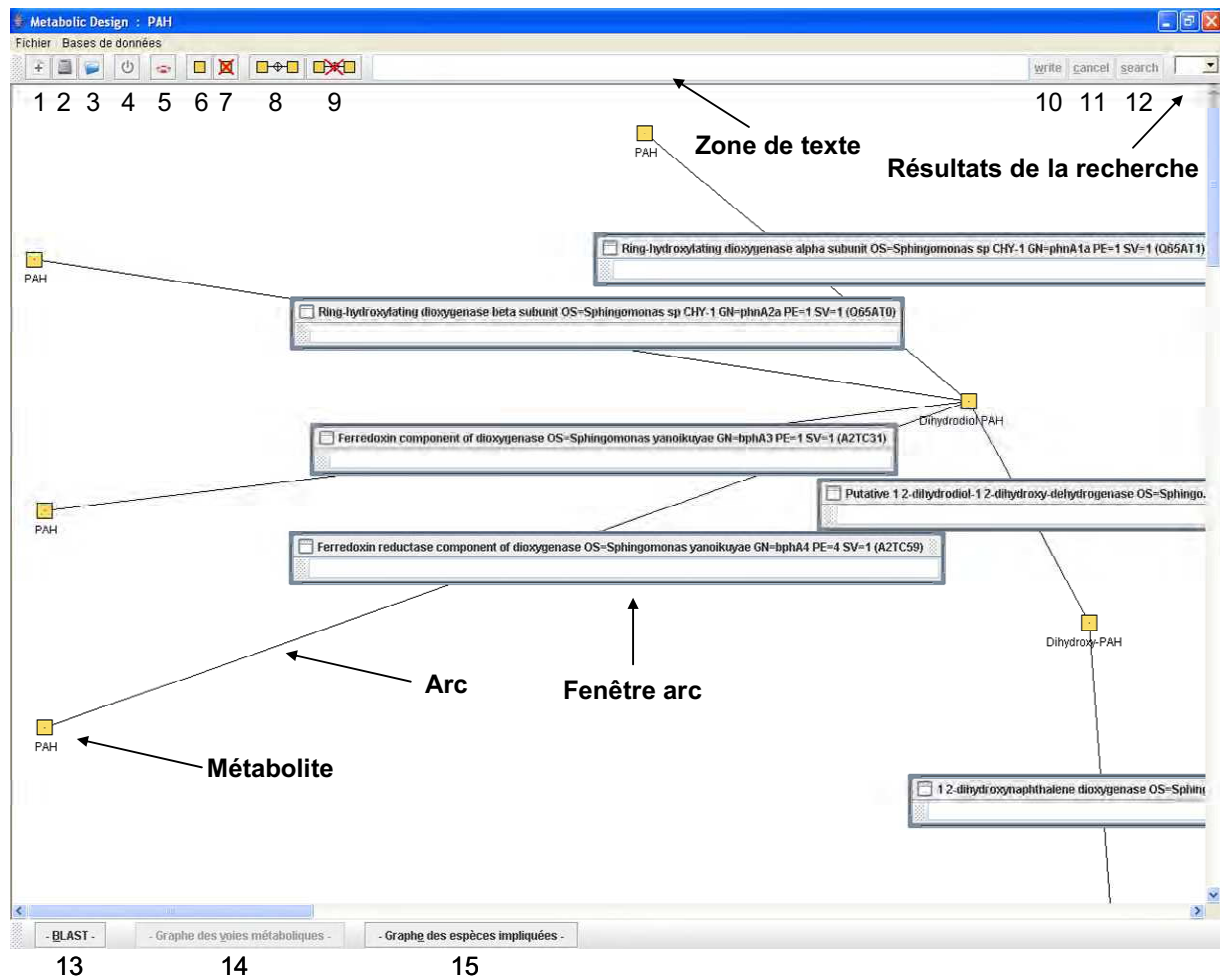 Metabolic Design : PAH
Fichier Bases de données
write cancel search
1 2 3 4 5 6 7 8 9 10 11 12
Zone de texte
Résultats de la recherche
PAH
Ring-hydroxylating dioxygenase alpha subunit OS=Sphingomonas sp CHY-1 GN=phnA1a PE=1 SV=1 (Q65AT1)
PAH
Ring-hydroxylating dioxygenase beta subunit OS=Sphingomonas sp CHY-1 GN=phnA2a PE=1 SV=1 (Q65AT0)
Dihydrodiol-PAH
Ferredoxin component of dioxygenase OS=Sphingomonas yanoikuyae GN=bphA3 PE=1 SV=1 (A2TC31)
Putative 1 2-dihydrodiol-1 2-dihydroxy-dehydrogenase OS=Sphingo.
PAH
Ferredoxin reductase component of dioxygenase OS=Sphingomonas yanoikuyae GN=bphA4 PE=4 SV=1 (A2TC59)
Dihydroxy-PAH
Arc
Fenêtre arc
PAH
Métabolite
1 2-dihydroxynaphthalene dioxygenase OS=Sphing
- BLAST -
- Graphe des voies métaboliques -
- Graphe des espèces impliquées -
13 14 15